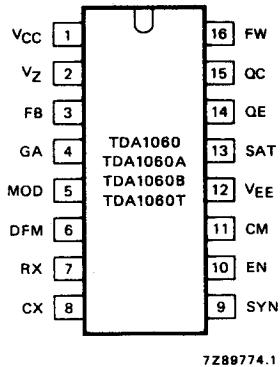 VCC 1
VZ 2
FB 3
GA 4
MOD 5
DFM 6
RX 7
CX 8
TDA1060
TDA1060A
TDA1060B
TDA1060T
16 FW
15 QC
14 QE
13 SAT
12 VEE
11 CM
10 EN
9 SYN
7Z89774.1